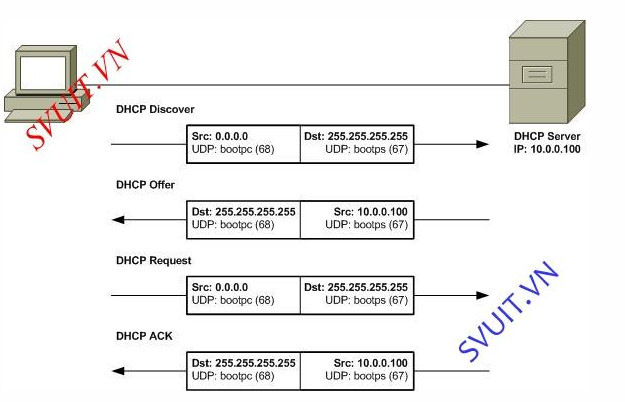 SVUIT.VN
DHCP Server
IP: 10.0.0.100
DHCP Discover
Src: 0.0.0.0 Dst: 255.255.255.255
UDP: bootpc (68) UDP: bootps (67)
DHCP Offer
Dst: 255.255.255.255 Src: 10.0.0.100
UDP: bootpc (68) UDP: bootps (67)
DHCP Request
Src: 0.0.0.0 Dst: 255.255.255.255
UDP: bootpc (68) UDP: bootps (67)
SVUIT.VN
DHCP ACK
Dst: 255.255.255.255 Src: 10.0.0.100
UDP: bootpc (68) UDP: bootps (67)